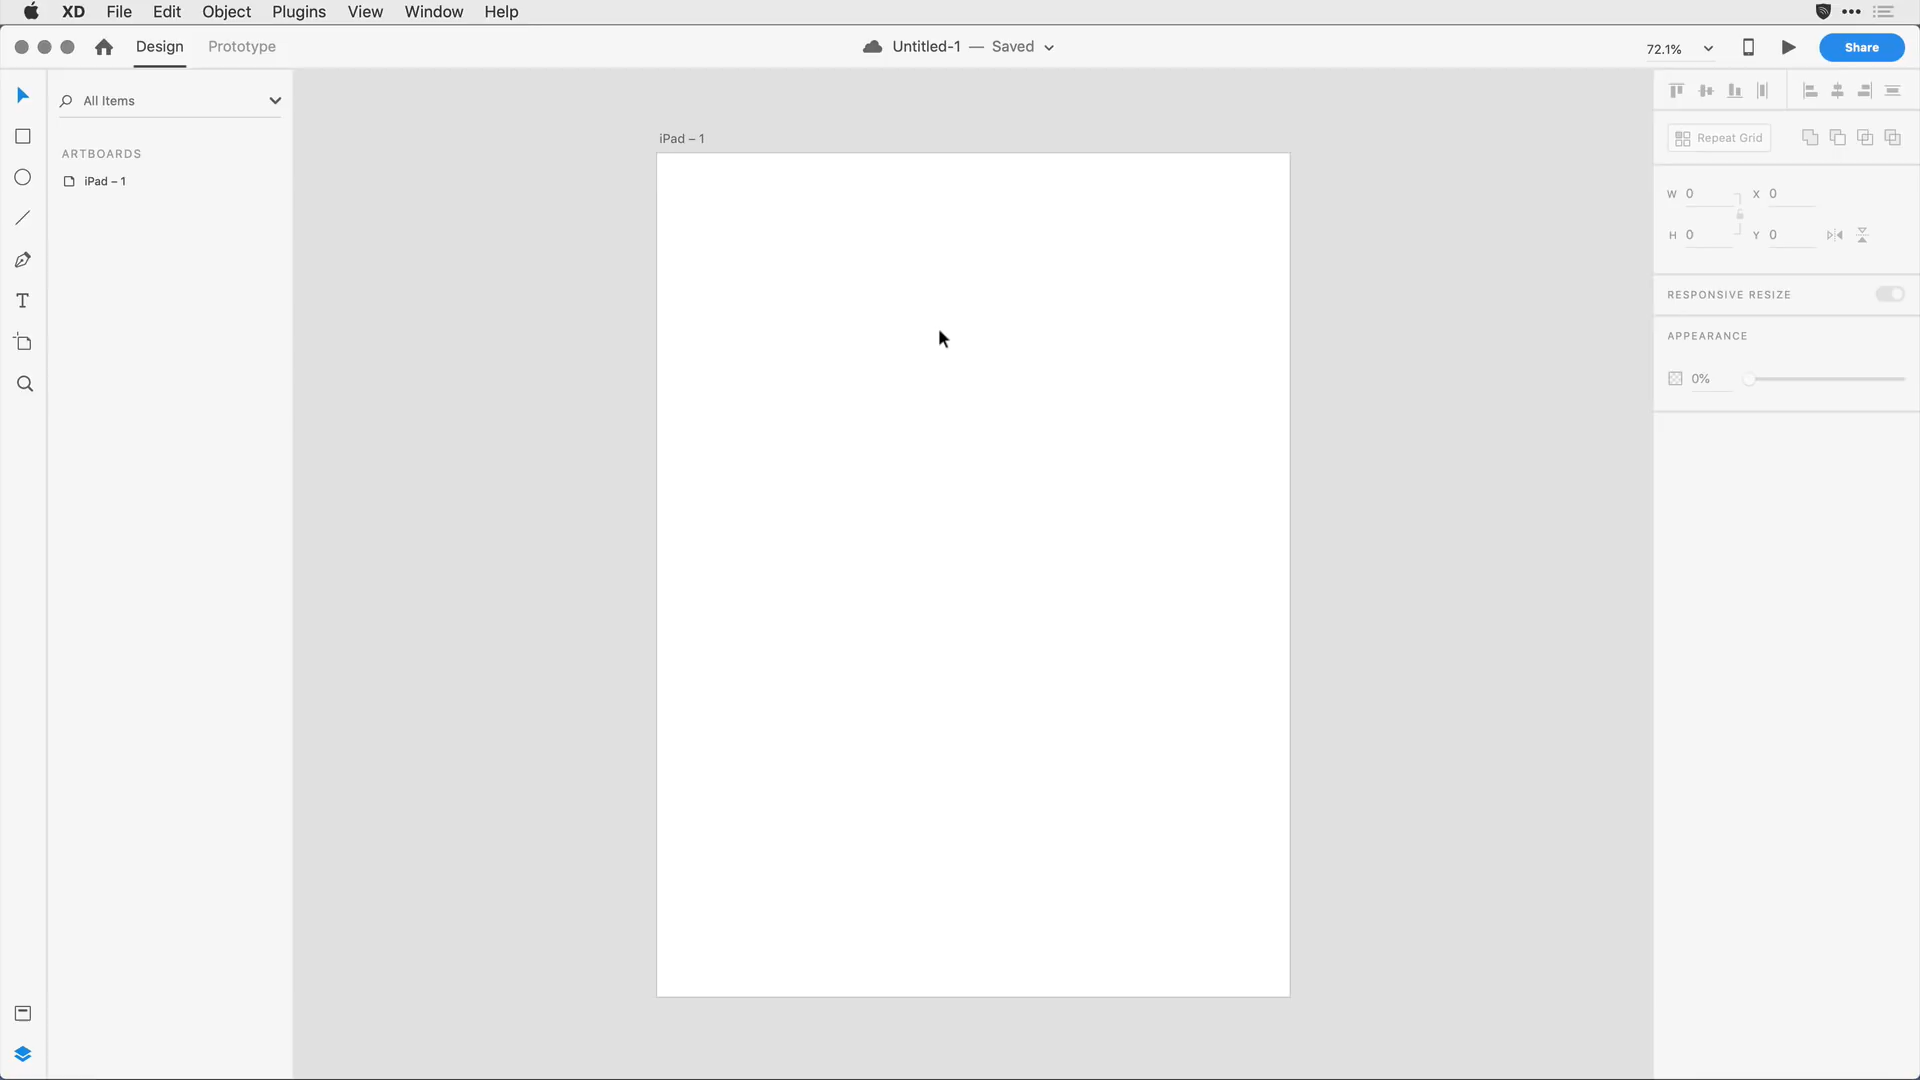 XD File Edit Object Plugins View Window Help
Design Prototype
Untitled-1 — Saved
72.1%
Share
All Items
ARTBOARDS
iPad – 1
iPad – 1
Repeat Grid
W 0 X 0
H 0 Y 0
RESPONSIVE RESIZE
APPEARANCE
0%